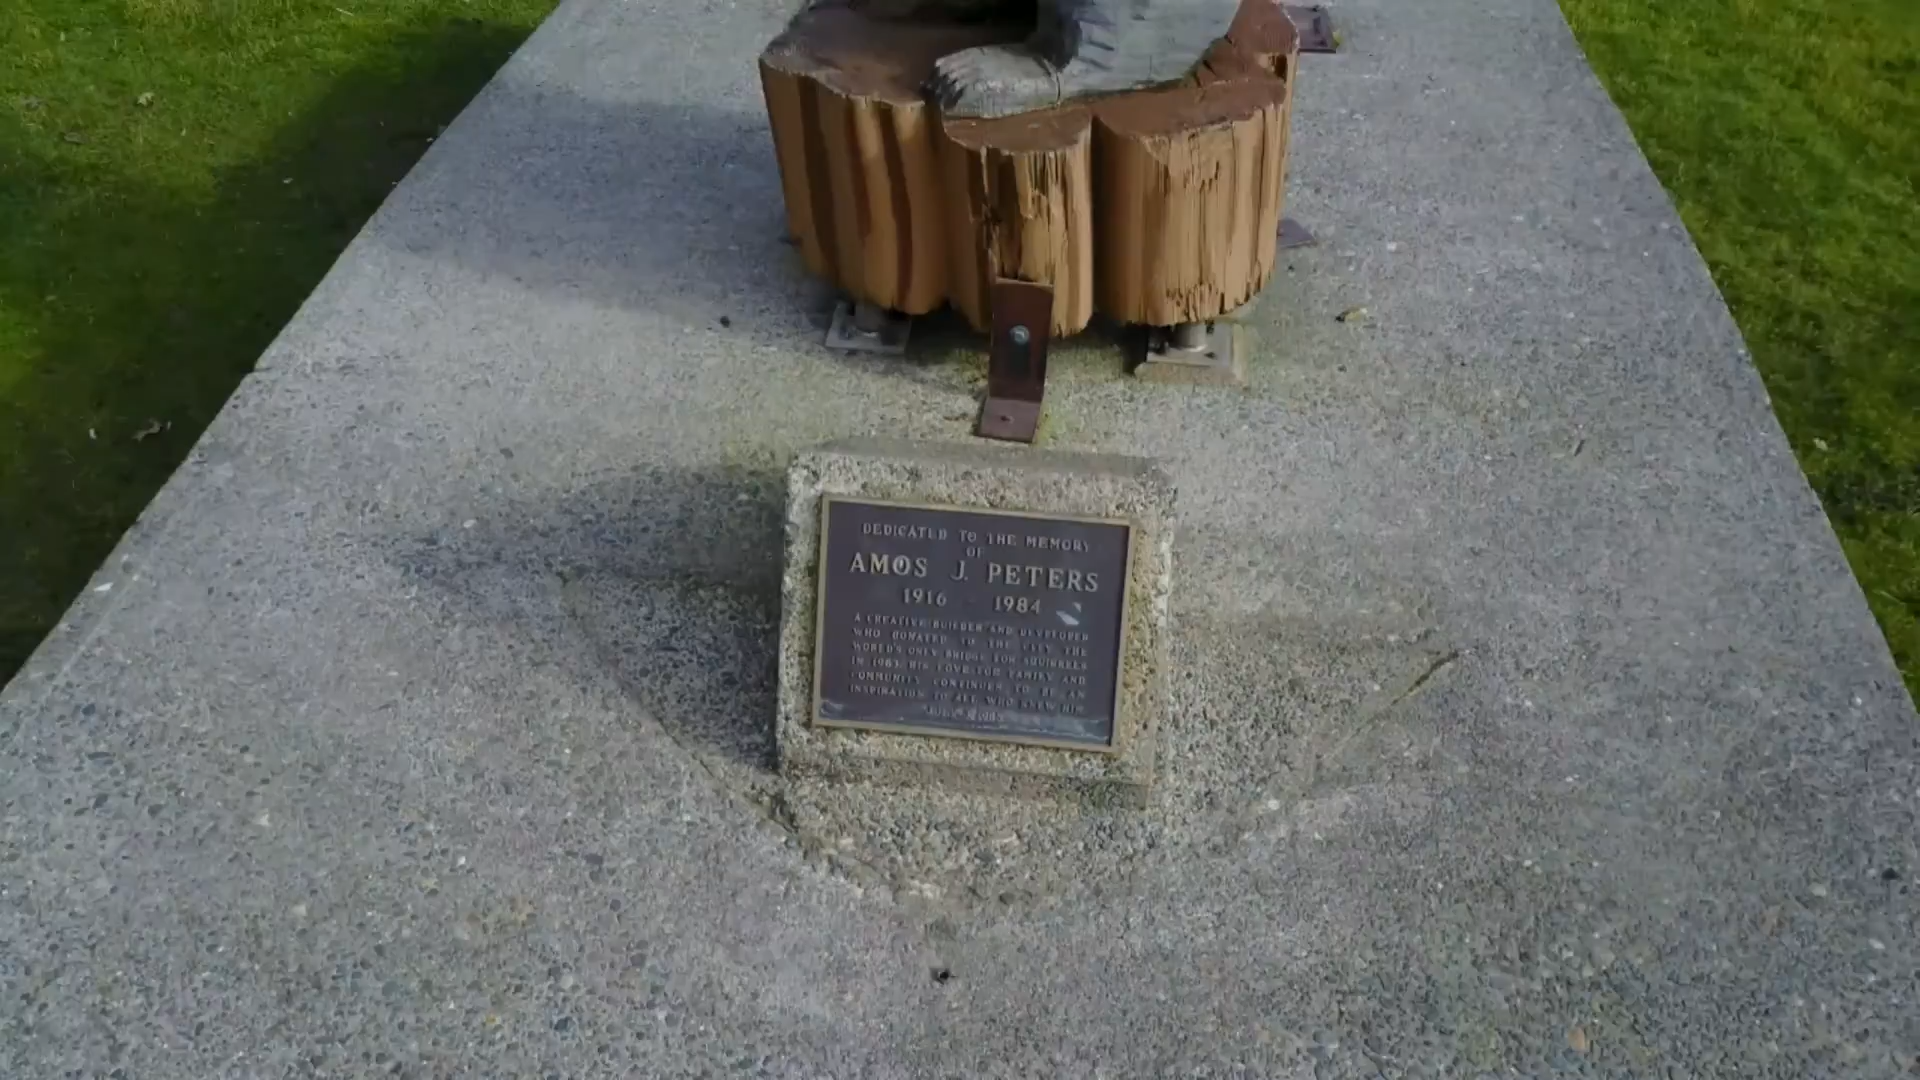 DEDICATED TO THE MEMORY
OF
AMOS J. PETERS
1916 - 1984
A CREATIVE BUILDER AND DEVELOPER
WHO DONATED TO THE CITY THE
WORLD'S ONLY BRIDGE FOR SQUIRRELS
IN 1963. HIS LOVE FOR FAMILY AND
COMMUNITY CONTINUES TO BE AN
INSPIRATION TO ALL WHO KNEW HIM.